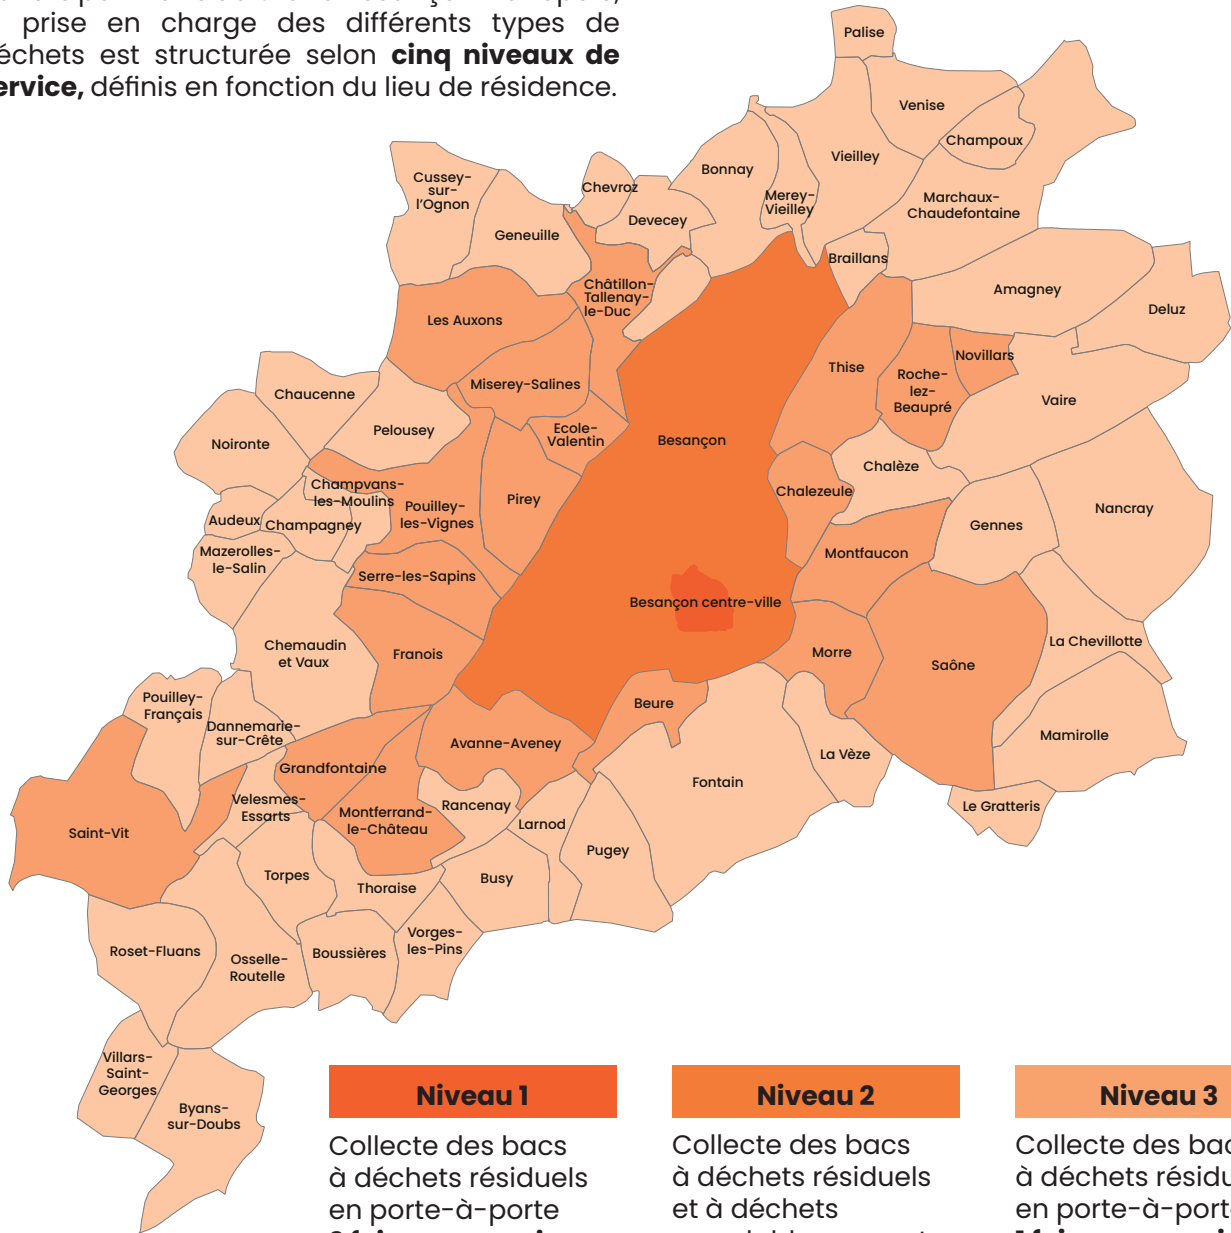 prise en charge des différents types de
est structurée selon cinq niveaux de
définis en fonction du lieu de résidence.
Palise
Venise
Champoux
Vieilley
Bonnay
Merey-
Vieilley
Marchaux-
Chaudefontaine
Cussey-
sur-
l'Ognon
Chevroz
Devecey
Geneuille
Braillans
Amagney
Deluz
Châtillon-
Tallenay-
le-Duc
Les Auxons
Novillars
Thise
Roche-
lez-
Beaupré
Vaire
Miserey-Salines
Chaucenne
Pelousey
Ecole-
Valentin
Besançon
Noironte
Chalèze
Champvans-
les-Moulins
Pouilley-
les-Vignes
Pirey
Chalezeule
Nancray
Audeux
Champagney
Gennes
Mazerolles-
le-Salin
Montfaucon
Serre-les-Sapins
Besançon centre-ville
Chemaudin
et Vaux
Franois
Morre
Saône
La Chevillotte
Pouilley-
Français
Beure
Dannemarie-
sur-Crête
Avanne-Aveney
Mamirolle
La Vèze
Grandfontaine
Fontain
Velesmes-
Essarts
Rancenay
Le Gratteris
Montferrand-
le-Château
Larnod
Saint-Vit
Pugey
Torpes
Thoraise
Busy
Roset-Fluans
Osselle-
Routelle
Boussières
Vorges-
les-Pins
Villars-
Saint-
Georges
Byans-
sur-Doubs
Niveau 1
Collecte des bacs
à déchets résiduels
en porte-à-porte
Niveau 2
Collecte des bacs
à déchets résiduels
et à déchets
Niveau 3
Collecte des
à déchets
en